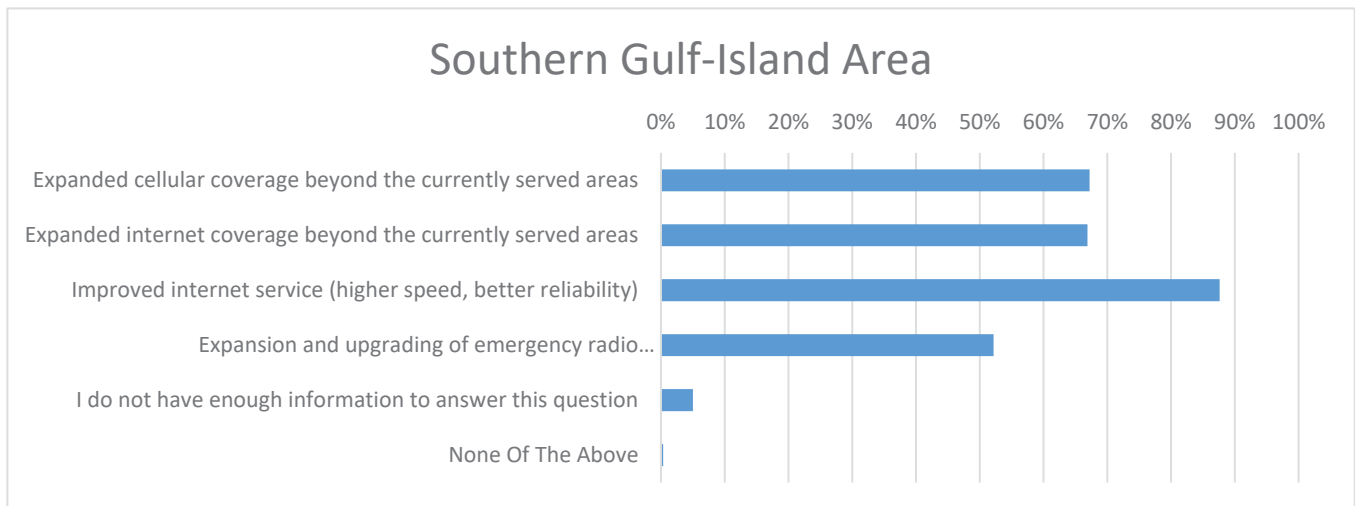 Southern Gulf-Island Area
0% 10% 20% 30% 40% 50% 60% 70% 80% 90% 100%
Expanded cellular coverage beyond the currently served areas
Expanded internet coverage beyond the currently served areas
Improved internet service (higher speed, better reliability)
Expansion and upgrading of emergency radio…
I do not have enough information to answer this question
None Of The Above